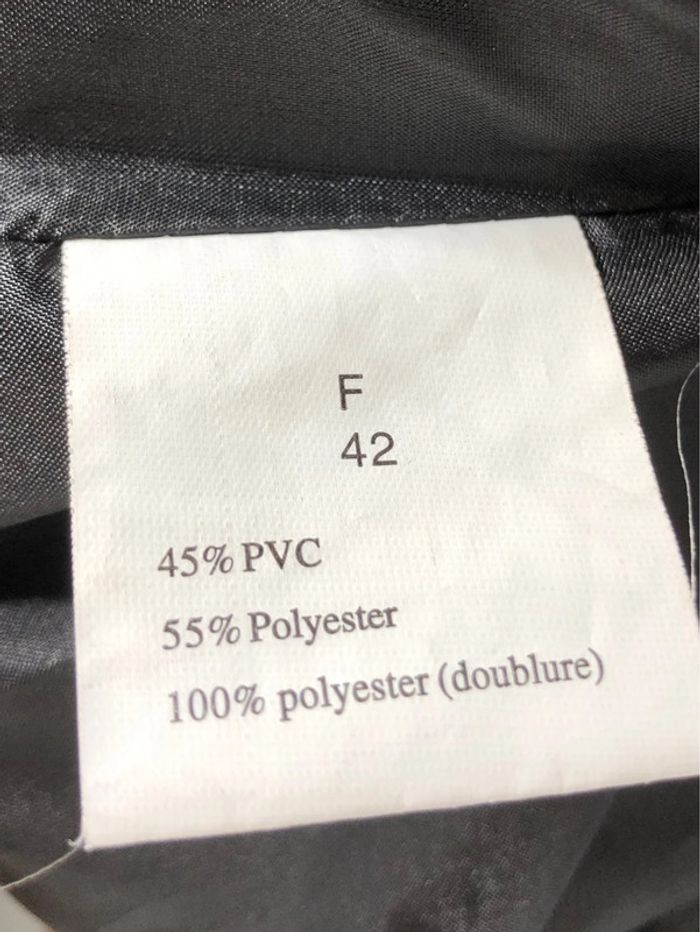 F
42
45% PVC
55% Polyester
100% polyester (doublure)